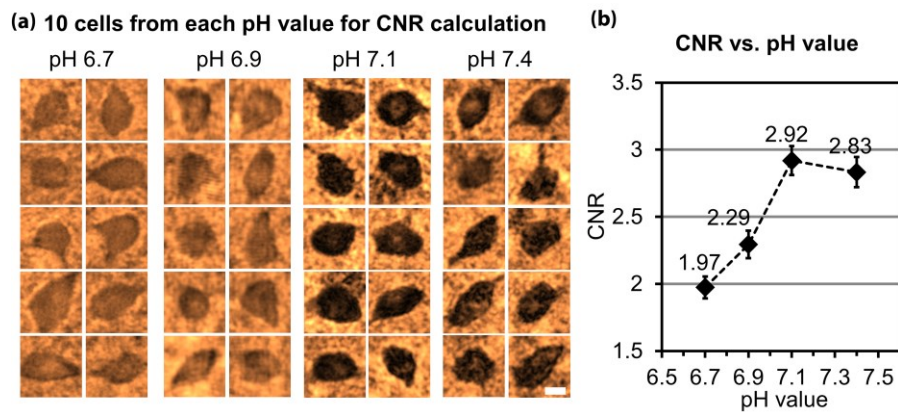 (a) 10 cells from each pH value for CNR calculation
pH 6.7 pH 6.9 pH 7.1 pH 7.4
(b)
CNR vs. pH value
3.5
3
2.5
2
1.5
CNR
1.97
2.29
2.92
2.83
6.5 6.7 6.9 7.1 7.3 7.5
pH value